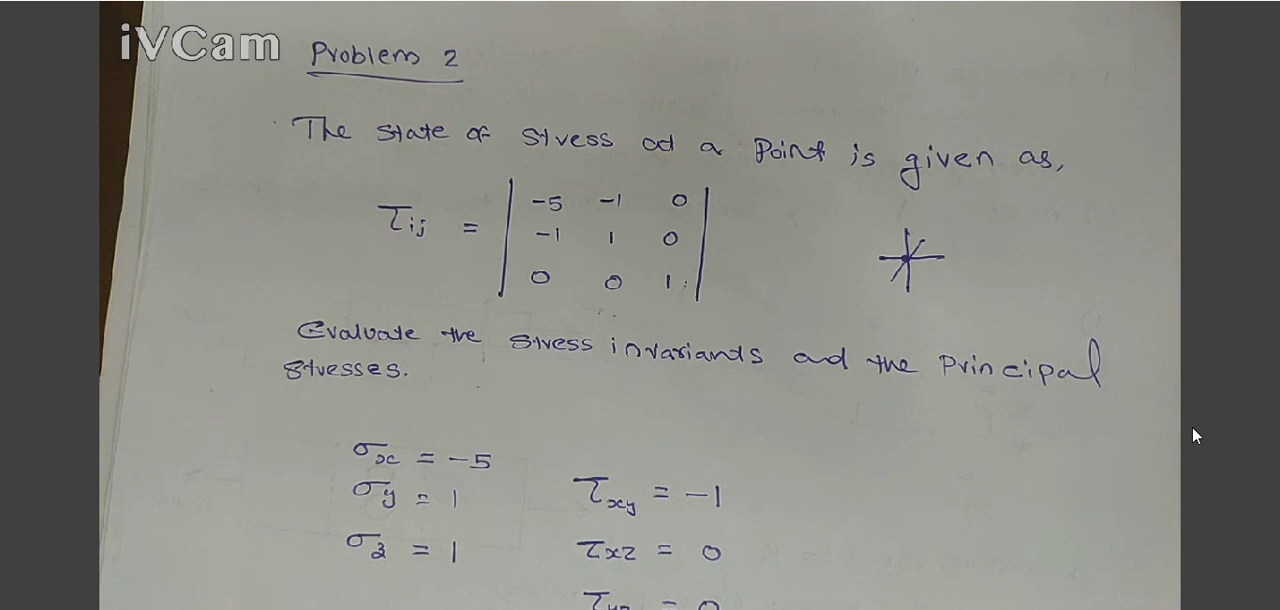 iVCam
Problem 2
The state of stress at a point is given as,
τij = | -5 -1 0 |
| -1 1 0 |
| 0 0 1 |
Evaluate the stress invariants and the principal
stresses.
σx = -5
σy = 1 τxy = -1
σz = 1 τxz = 0
τyz = 0